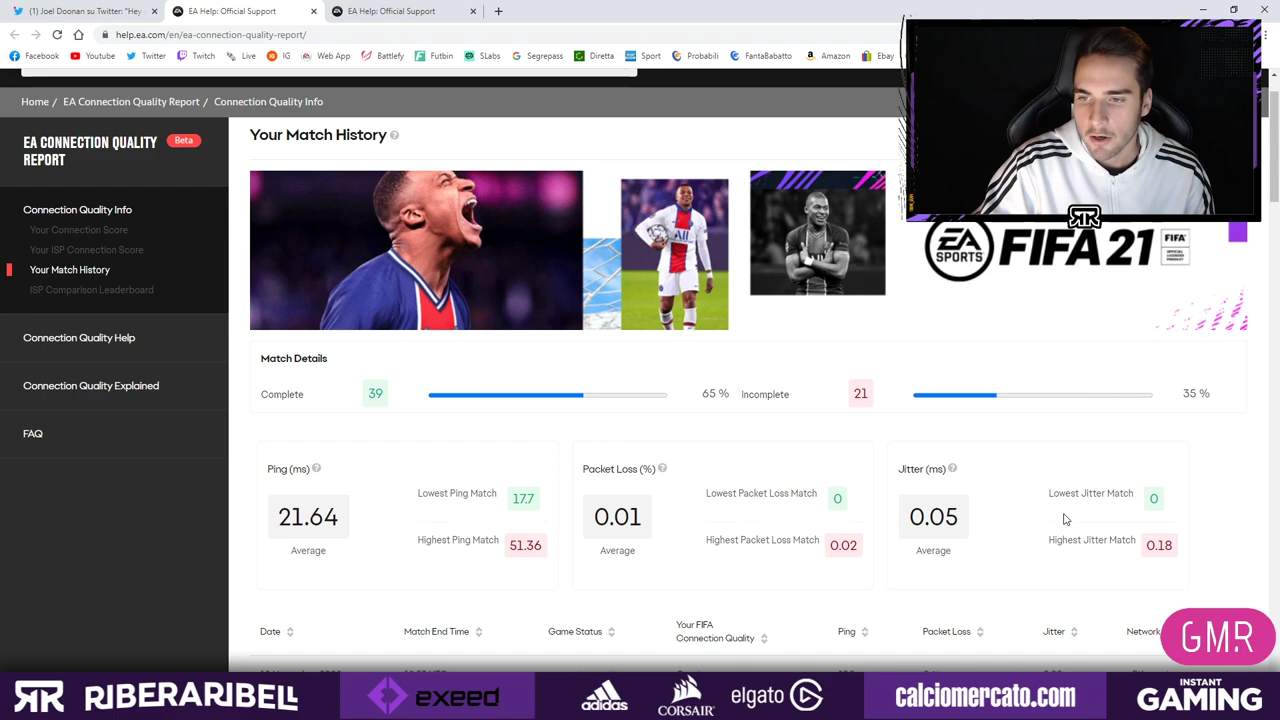 (1) Joel Doonan su Twitter: "Hey
EA Help: Official Support
EA Help: Official Support
help.ea.com/en/ea-connection-quality-report/
Facebook
Youtube
Twitter
Twitch
Live
IG
Web App
Battlefy
Futbin
SLabs
Segrepass
Diretta
Sport
Probabili
FantaBabatto
Amazon
Ebay
Home / EA Connection Quality Report / Connection Quality Info
EA CONNECTION QUALITY
REPORT
Beta
Connection Quality Info
Your Connection Score
Your ISP Connection Score
Your Match History
ISP Comparison Leaderboard
Connection Quality Help
Connection Quality Explained
FAQ
Your Match History
EA
SPORTS
FIFA 21
FIFA
Match Details
Complete 39 65 % Incomplete 21 35 %
Ping (ms)
21.64
Average
Lowest Ping Match 17.7
Highest Ping Match 51.36
Packet Loss (%)
0.01
Average
Lowest Packet Loss Match 0
Highest Packet Loss Match 0.02
Jitter (ms)
0.05
Average
Lowest Jitter Match 0
Highest Jitter Match 0.18
Date
Match End Time
Game Status
Your FIFA
Connection Quality
Ping
Packet Loss
Jitter
Network
GMR
RR RIBERARIBELL
exeed
adidas
CORSAIR
elgato
calciomercato.com
INSTANT
GAMING